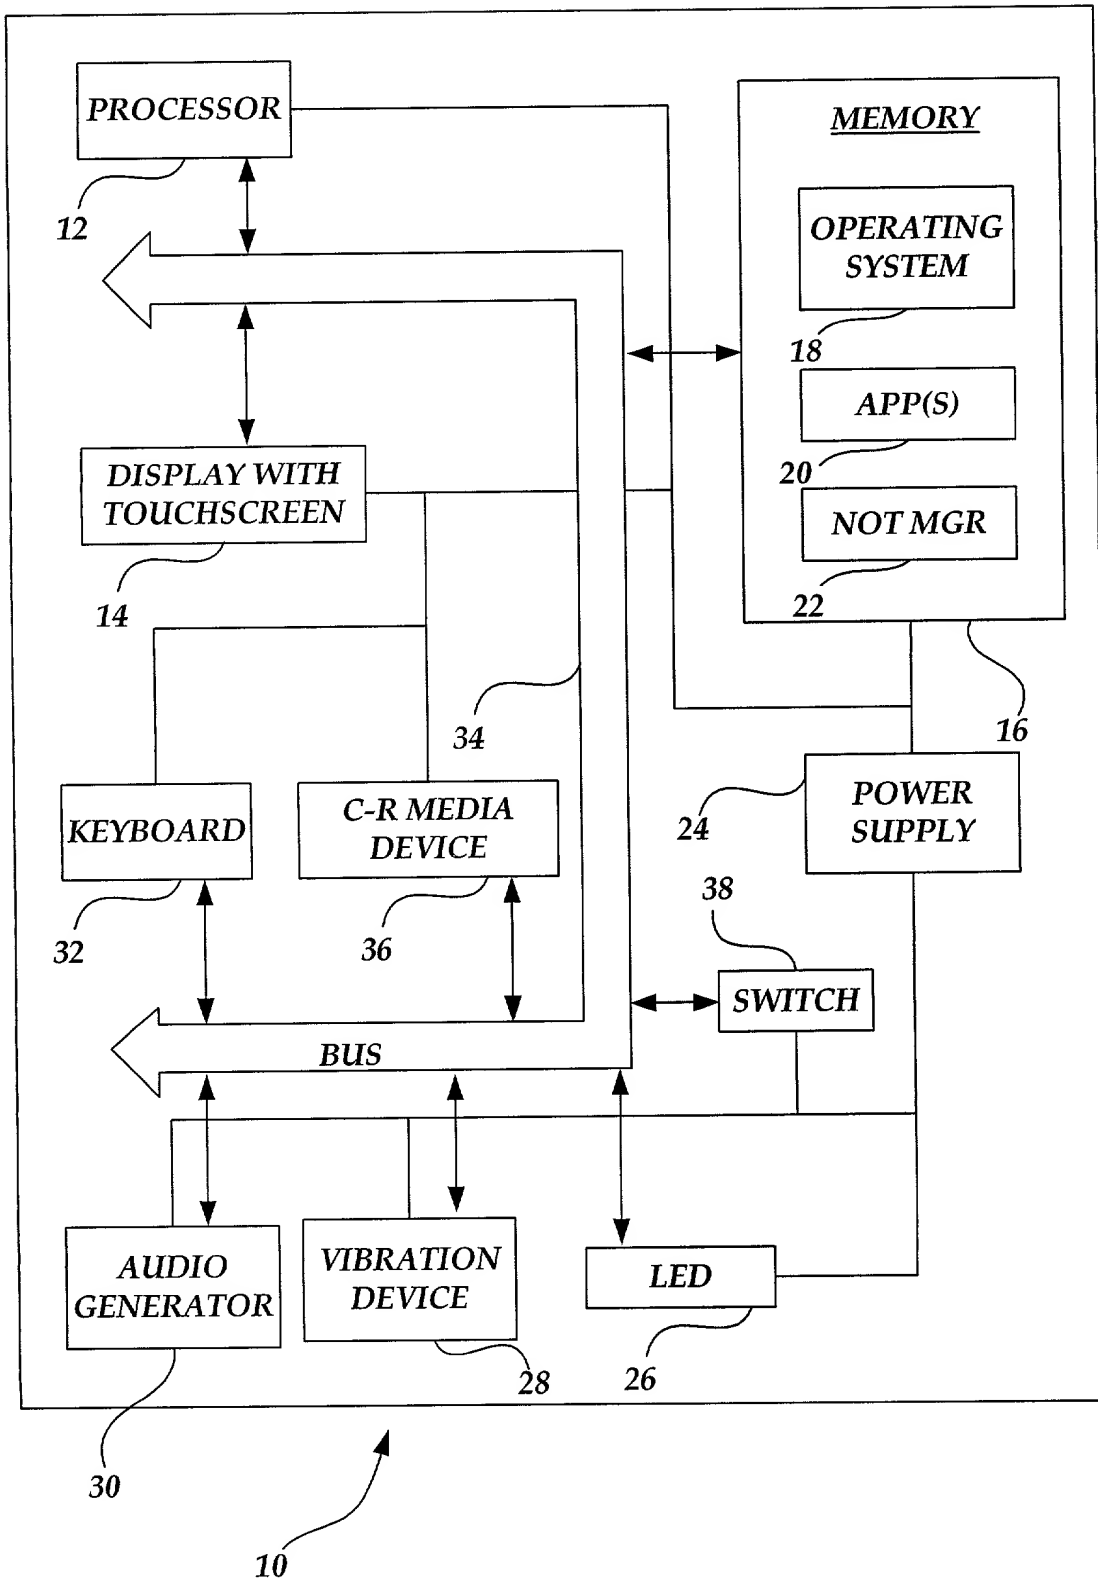 PROCESSOR
12
MEMORY
OPERATING
SYSTEM
18
APP(S)
20
NOT MGR
22
16
DISPLAY WITH
TOUCHSCREEN
14
34
KEYBOARD
32
C-R MEDIA
DEVICE
36
24
POWER
SUPPLY
38
SWITCH
BUS
AUDIO
GENERATOR
30
VIBRATION
DEVICE
28
LED
26
10